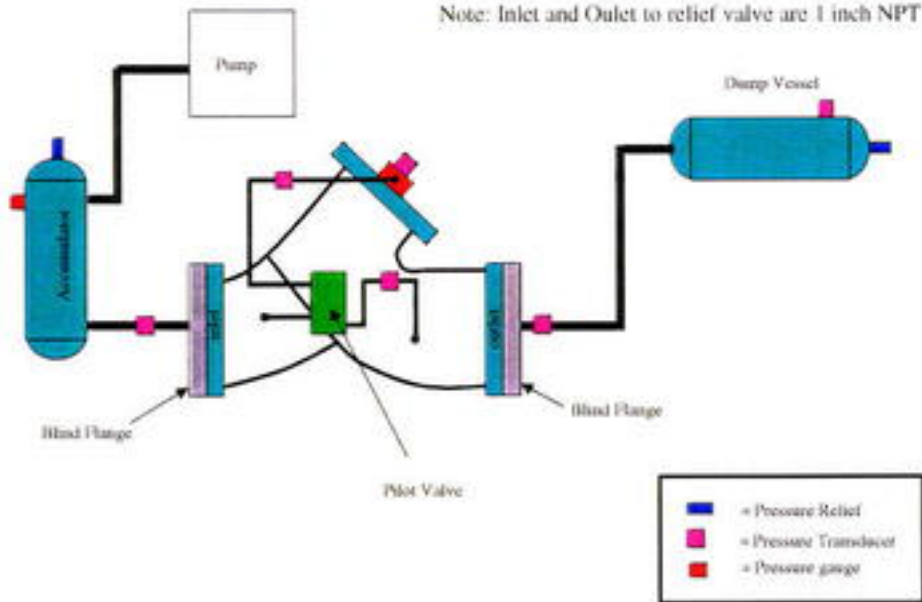 Note: Inlet and Oulet to relief valve are 1 inch NPT
Pump
Dump Vessel
Accumulator
inlet
outlet
Blind Flange
Blind Flange
Pilot Valve
= Pressure Relief
= Pressure Transducer
= Pressure gauge